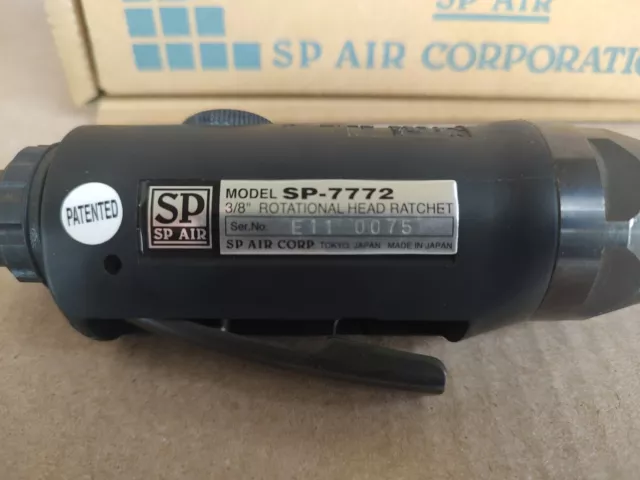 SP AIR
SP AIR CORPORATION
PATENTED
SP
SP AIR
MODEL SP-7772
3/8" ROTATIONAL HEAD RATCHET
Ser.No. E11 0075
SP AIR CORP TOKYO, JAPAN MADE IN JAPAN